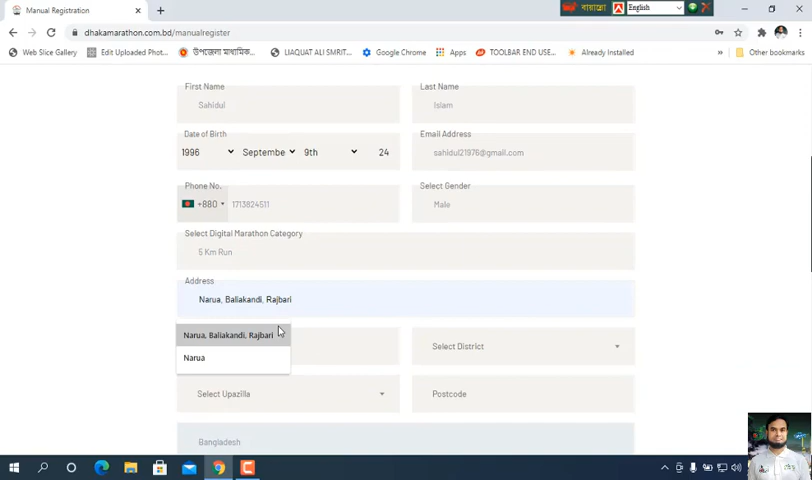 Manual Registration
বায়ান্নো
English
dhakamarathon.com.bd/manualregister
Web Slice Gallery
Edit Uploaded Phot...
উপজেলা মাধ্যমিক...
LIAQUAT ALI SMRIT...
Google Chrome
Apps
TOOLBAR END USE...
Already Installed
»
Other bookmarks
First Name
Last Name
Sahidul
Islam
Date of Birth
Email Address
1996
Septembe
9th
24
sahidul21976@gmail.com
Phone No.
Select Gender
+880
1713824511
Male
Select Digital Marathon Category
5 Km Run
Address
Narua, Baliakandi, Rajbari
Narua, Baliakandi, Rajbari
Narua
Select District
Select Upazilla
Postcode
Bangladesh